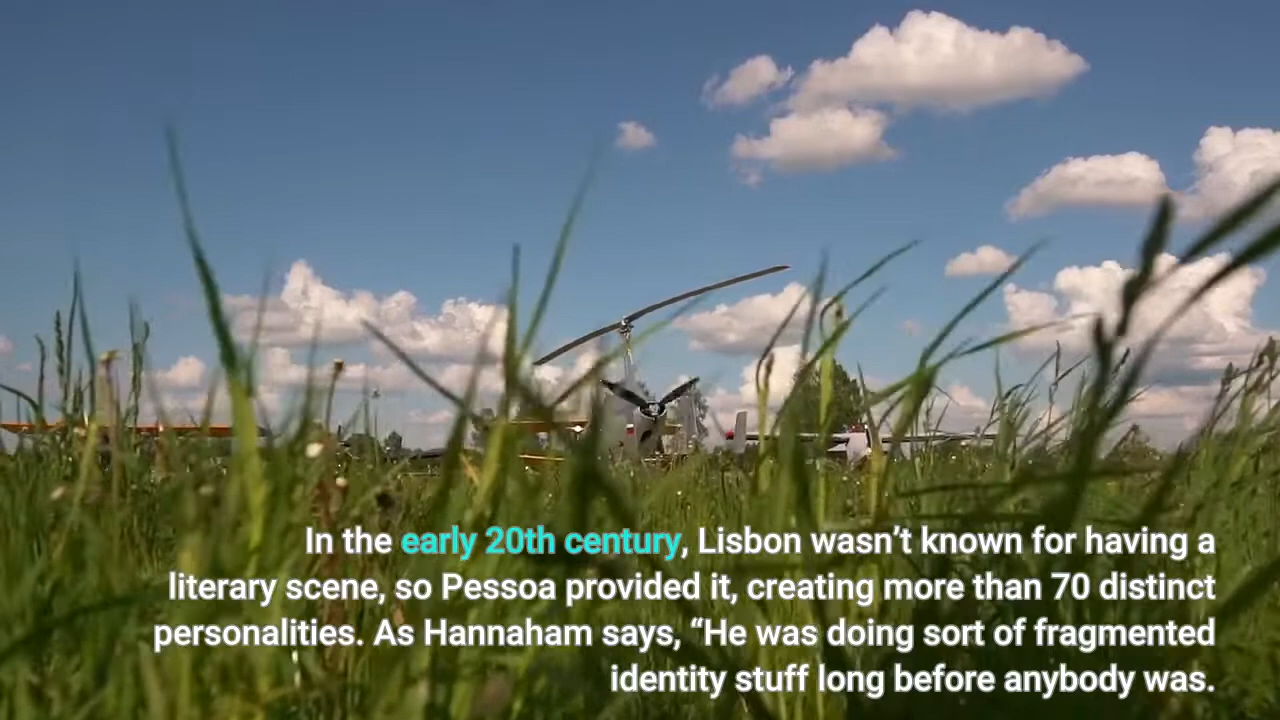 In the early 20th century, Lisbon wasn’t known for having a
literary scene, so Pessoa provided it, creating more than 70 distinct
personalities. As Hannaham says, “He was doing sort of fragmented
identity stuff long before anybody was.